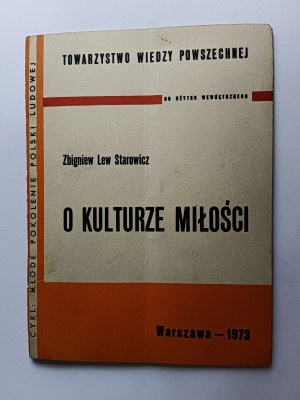 TOWARZYSTWO WIEDZY POWSZECHNEJ
DO UŻYTKU WEWNĘTRZNEGO
Zbigniew Lew Starowicz
O KULTURZE MIŁOŚCI
Warszawa — 1973
CYKL: MŁODE POKOLENIE POLSKI LUDOWEJ